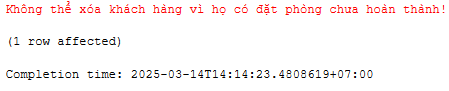 Không thể xóa khách hàng vì họ có đặt phòng chưa hoàn thành!
(1 row affected)
Completion time: 2025-03-14T14:14:23.4808619+07:00